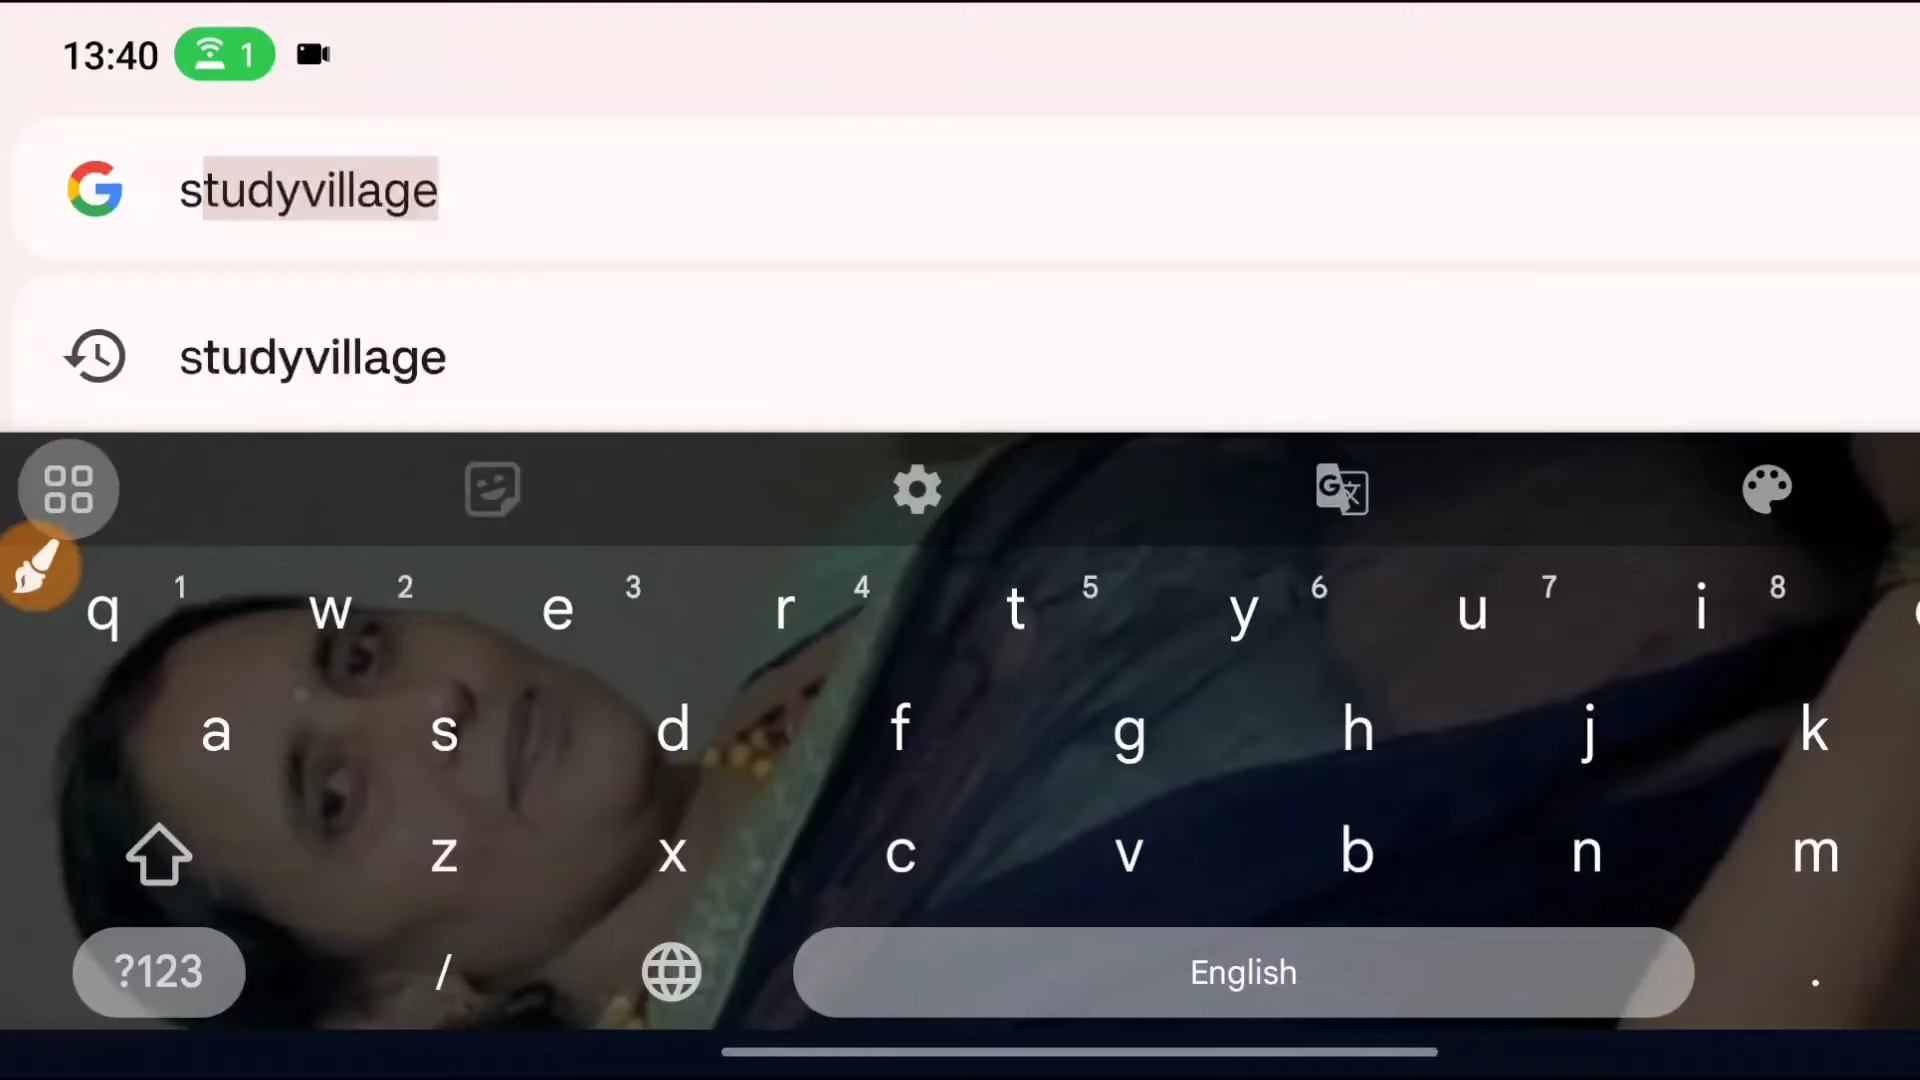 13:40 1
studyvillage
studyvillage
1 2 3 4 5 6 7 8
q w e r t y u i
a s d f g h j k
z x c v b n m
?123 / English .